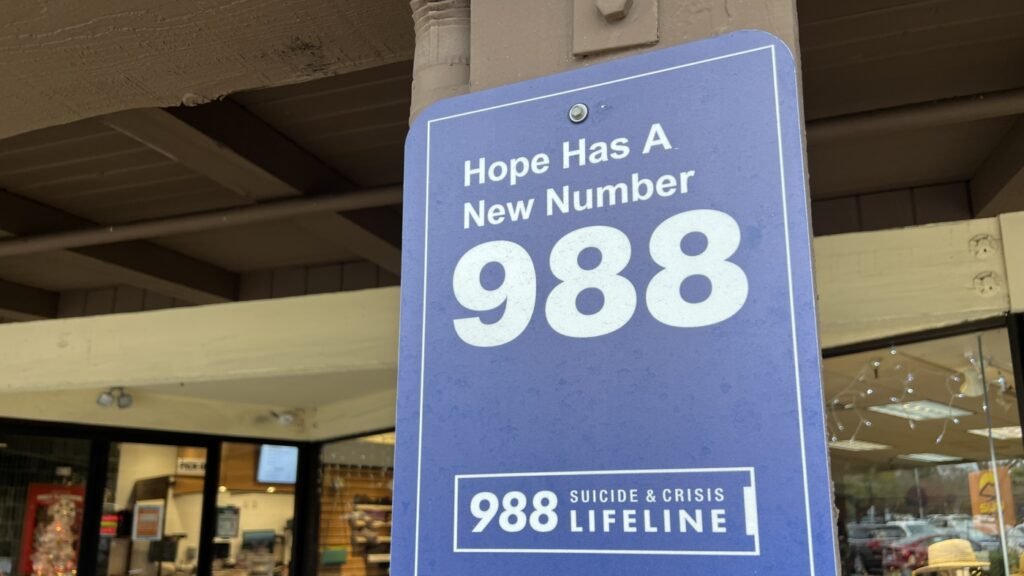 Hope Has A
New Number
988
988 SUICIDE & CRISIS
LIFELINE